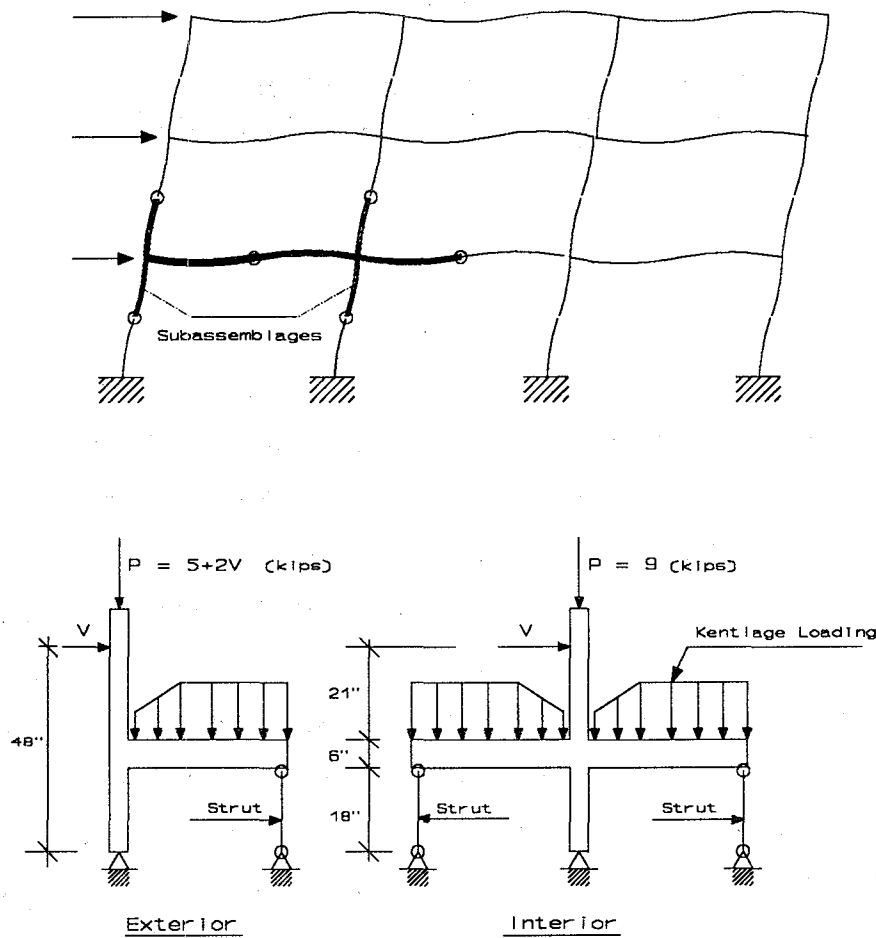 Subassemblages
P = 5+2V (kips)
P = 9 (kips)
V
V
Kentlage Loading
48"
21"
6"
18"
Strut
Strut
Strut
Exterior
Interior